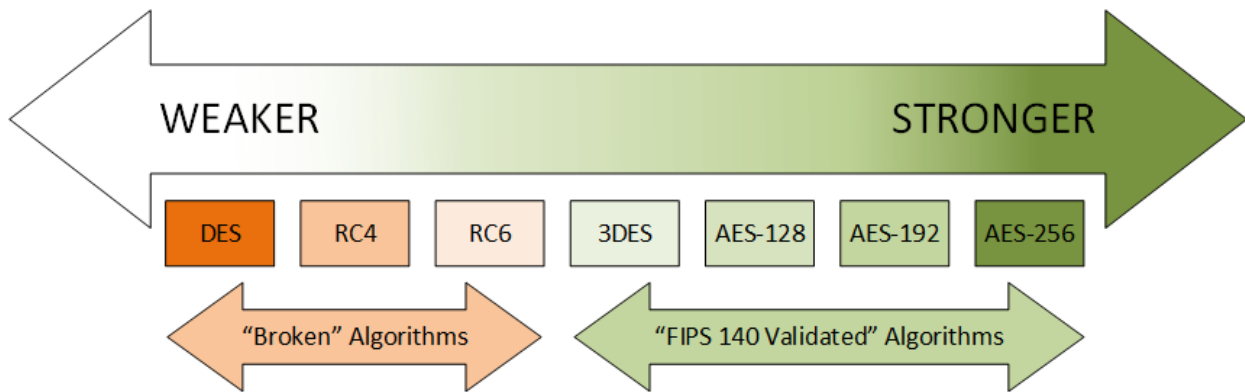 WEAKER STRONGER
DES RC4 RC6 3DES AES-128 AES-192 AES-256
“Broken” Algorithms “FIPS 140 Validated” Algorithms